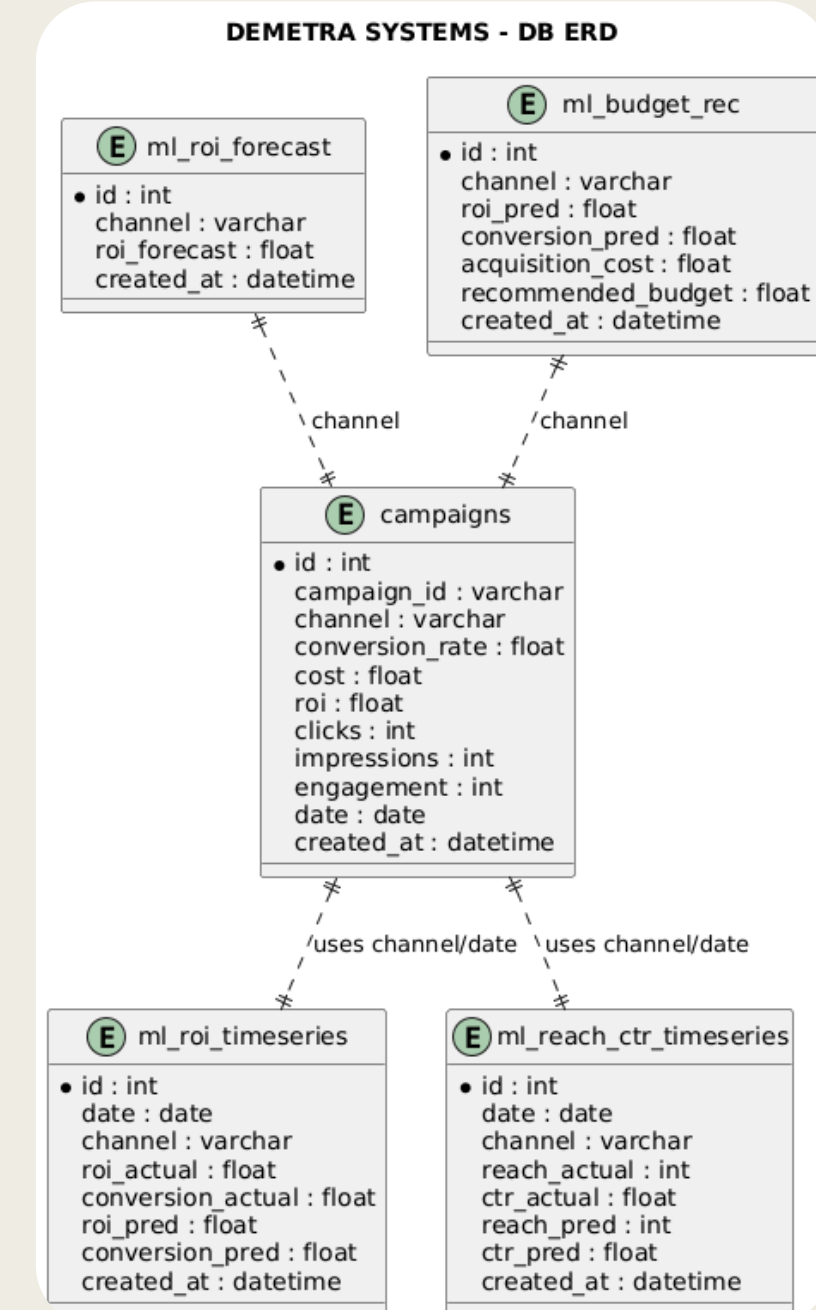 DEMETRA SYSTEMS - DB ERD
E ml_roi_forecast
id : int
channel : varchar
roi_forecast : float
created_at : datetime
E ml_budget_rec
id : int
channel : varchar
roi_pred : float
conversion_pred : float
acquisition_cost : float
recommended_budget : float
created_at : datetime
channel
channel
E campaigns
id : int
campaign_id : varchar
channel : varchar
conversion_rate : float
cost : float
roi : float
clicks : int
impressions : int
engagement : int
date : date
created_at : datetime
uses channel/date
uses channel/date
E ml_roi_timeseries
id : int
date : date
channel : varchar
roi_actual : float
conversion_actual : float
roi_pred : float
conversion_pred : float
created_at : datetime
E ml_reach_ctr_timeseries
id : int
date : date
channel : varchar
reach_actual : int
ctr_actual : float
reach_pred : int
ctr_pred : float
created_at : datetime